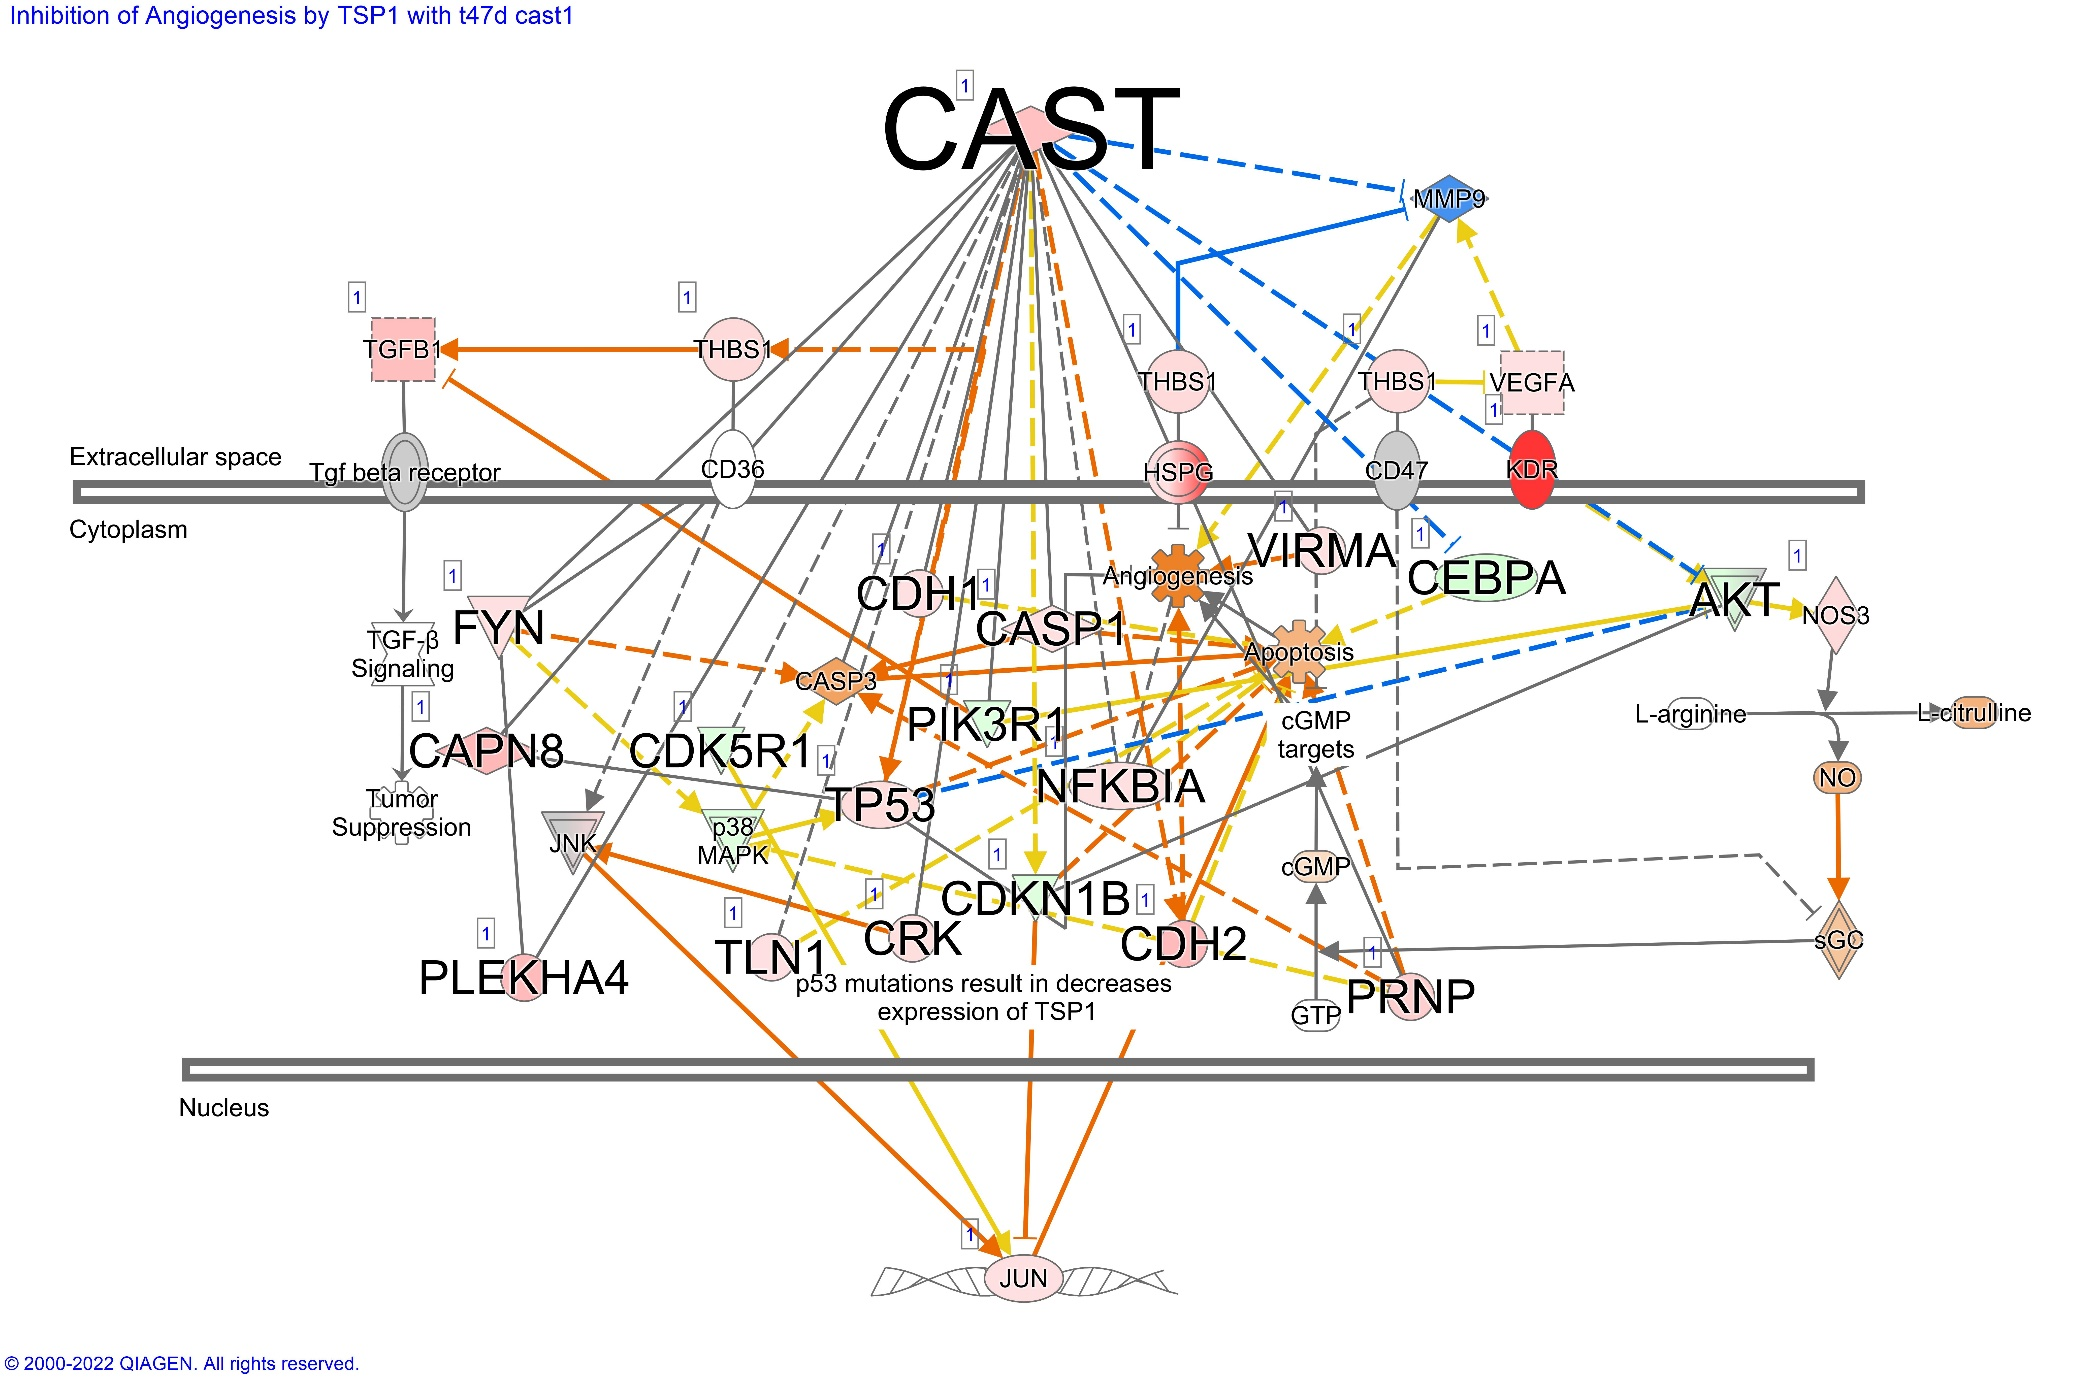 Inhibition of Angiogenesis by TSP1 with t47d cast1
1
CAST
MMP9
1
1
1
1
1
TGFB1
THBS1
THBS1
THBS1
VEGFA
1
Extracellular space
Tgf beta receptor
CD36
HSPG
CD47
KDR
Cytoplasm
1
1
1
1
1
1
VIRMA
Angiogenesis
CEBPA
CDH1
AKT
NOS3
FYN
CASP1
TGF-β
Signaling
Apoptosis
CASP3
1
1
1
PIK3R1
cGMP
targets
L-arginine
L-citrulline
1
CAPN8
CDK5R1
1
NO
NFKBIA
TP53
Tumor
Suppression
p38
MAPK
JNK
1
cGMP
1
1
1
CDKN1B
1
CRK
CDH2
sGC
1
TLN1
PLEKHA4
p53 mutations result in decreases
expression of TSP1
PRNP
GTP
Nucleus
1
JUN
© 2000-2022 QIAGEN. All rights reserved.